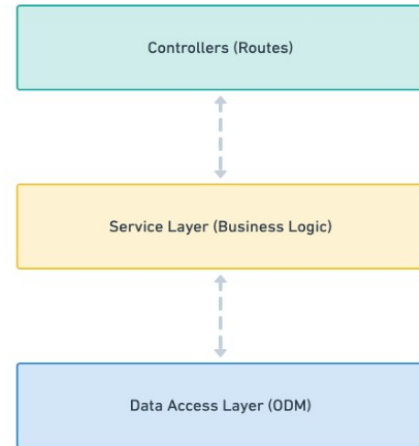 Controllers (Routes)
Service Layer (Business Logic)
Data Access Layer (ODM)